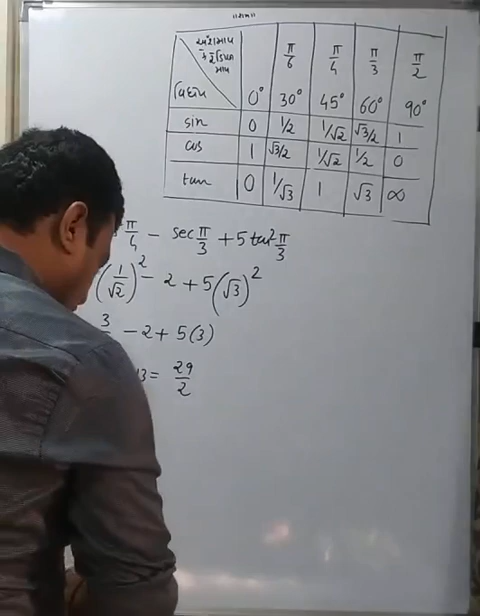 ॥રામ॥
અંશમાપ
રેડિયન માપ
વિધેય 0° π/6 30° π/4 45° π/3 60° π/2 90°
sin 0 1/2 1/√2 √3/2 1
cos 1 √3/2 1/√2 1/2 0
tan 0 1/√3 1 √3 ∞
π/4 - sec π/3 + 5 tan² π/3
(1/√2)² - 2 + 5(√3)²
3 - 2 + 5(3)
13 = 29/2